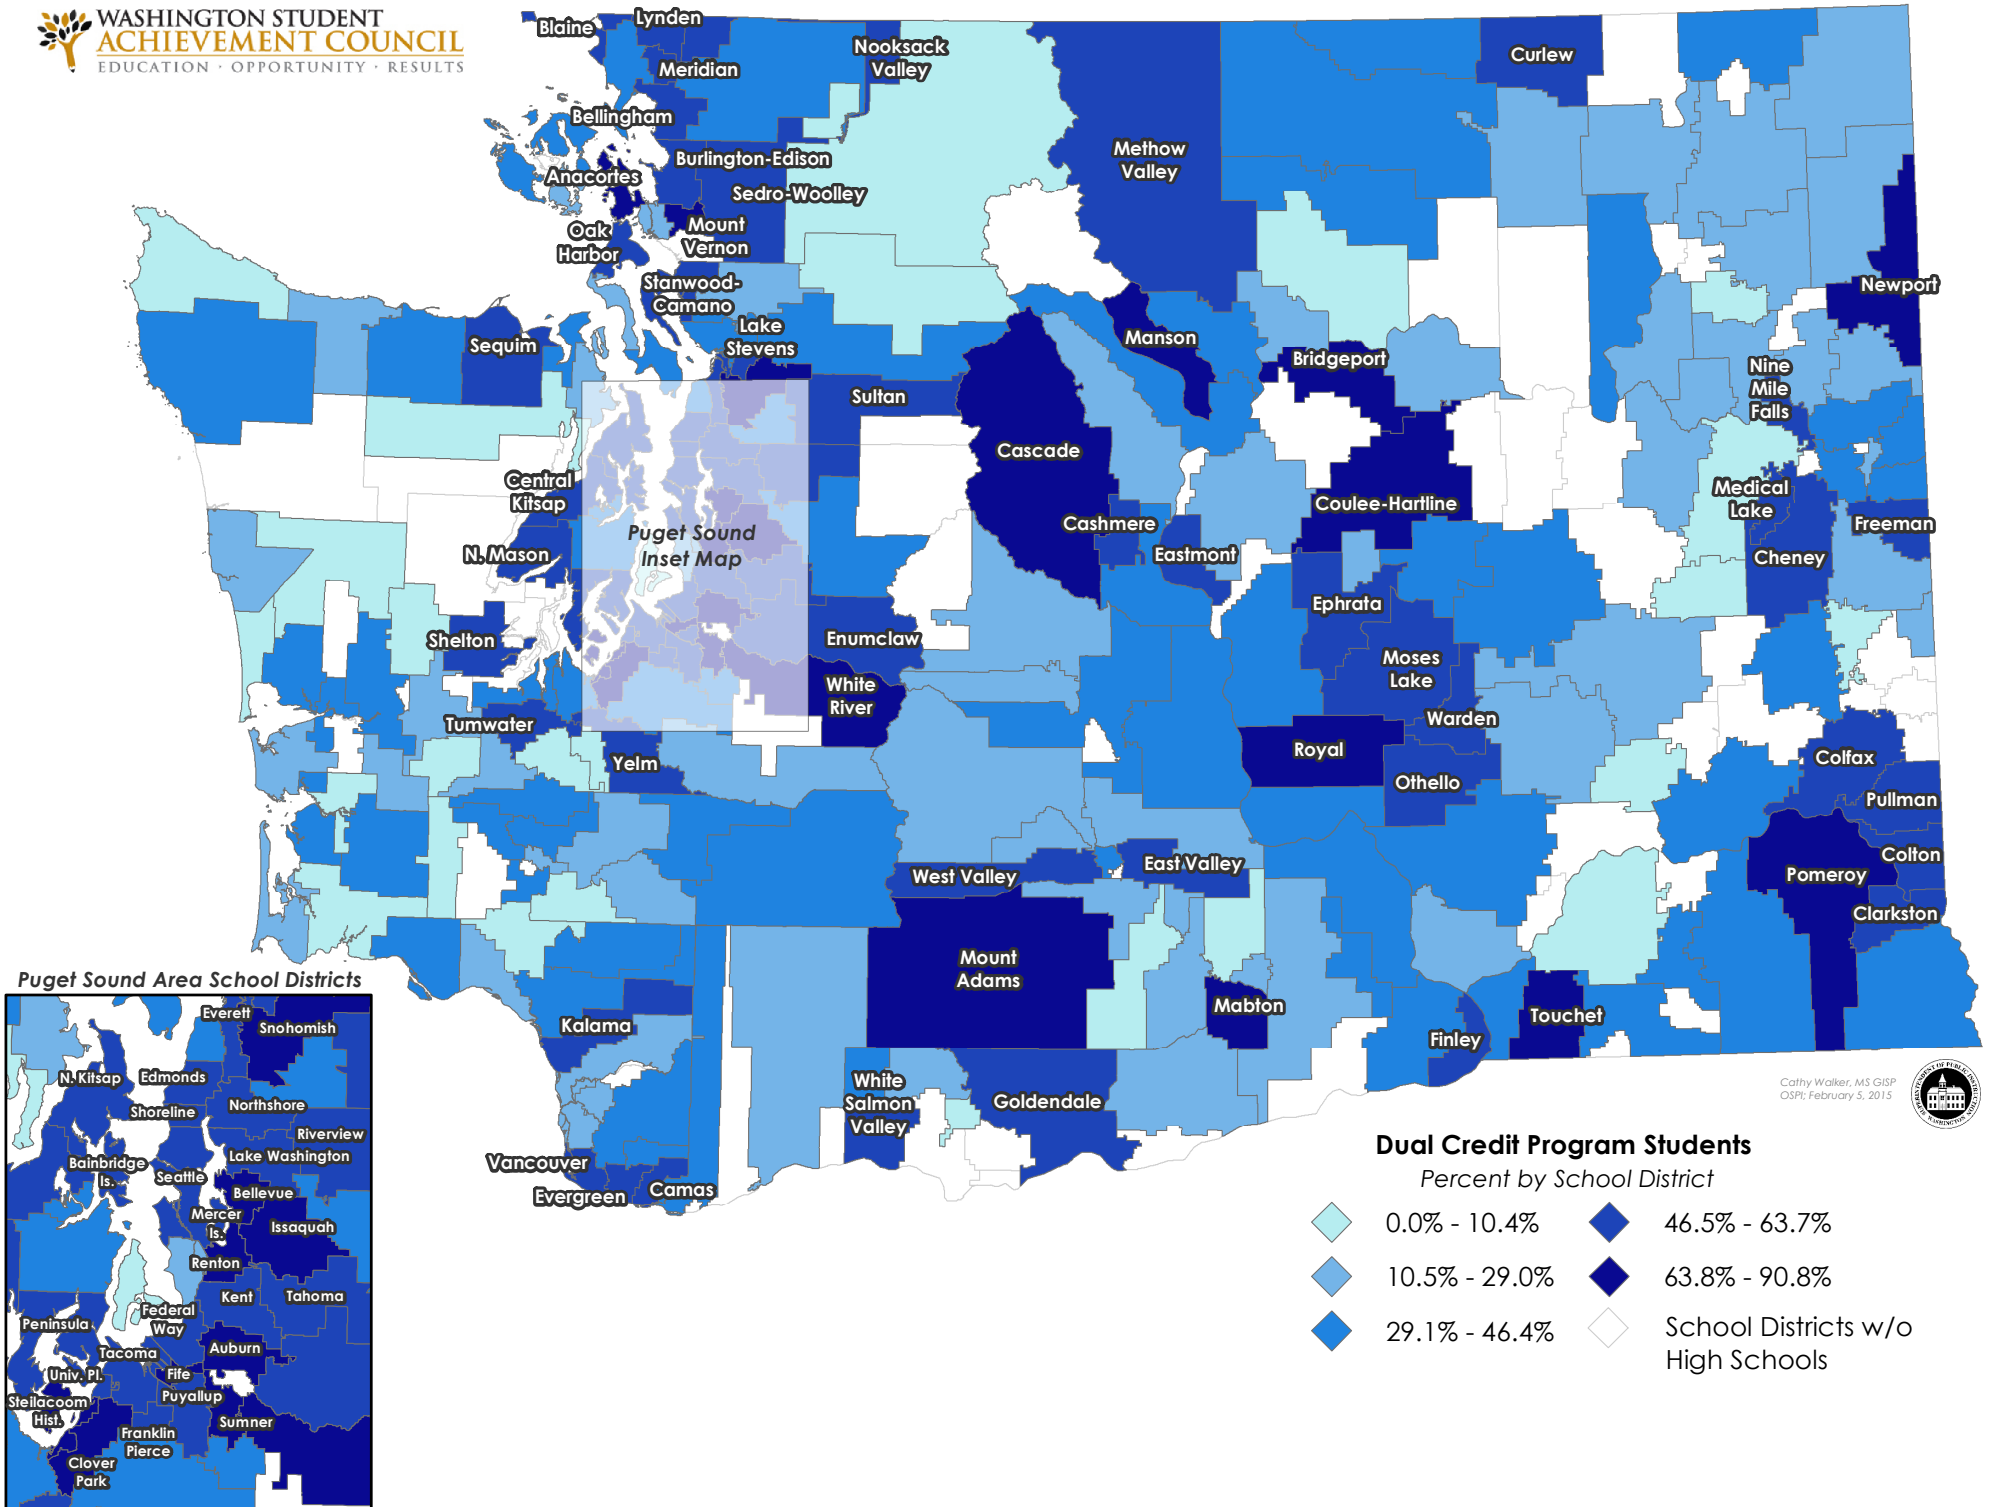 WASHINGTON STUDENT
ACHIEVEMENT COUNCIL
EDUCATION · OPPORTUNITY · RESULTS
Blaine
Lynden
Nooksack
Valley
Meridian
Curlew
Bellingham
Methow
Valley
Burlington-Edison
Anacortes
Sedro-Woolley
Mount
Vernon
Oak
Harbor
Stanwood-
Camano
Newport
Lake
Stevens
Sequim
Manson
Bridgeport
Nine
Mile
Falls
Sultan
Cascade
Central
Kitsap
Medical
Lake
Coulee-Hartline
Cashmere
Freeman
Puget Sound
Inset Map
N. Mason
Eastmont
Cheney
Ephrata
Shelton
Enumclaw
Moses
Lake
White
River
Tumwater
Warden
Royal
Yelm
Colfax
Othello
Pullman
East Valley
Colton
West Valley
Pomeroy
Clarkston
Mount
Adams
Mabton
Touchet
Kalama
Finley
White
Salmon
Valley
Goldendale
Vancouver
Evergreen
Camas
Puget Sound Area School Districts
Everett
Snohomish
N. Kitsap
Edmonds
Northshore
Shoreline
Riverview
Lake Washington
Bainbridge
Is.
Seattle
Bellevue
Mercer
Is.
Issaquah
Renton
Kent
Tahoma
Federal
Way
Peninsula
Tacoma
Auburn
Univ. Pl.
Fife
Puyallup
Steilacoom
Hist.
Sumner
Franklin
Pierce
Clover
Park
Cathy Walker, MS GISP
OSPI; February 5, 2015
Dual Credit Program Students
Percent by School District
0.0% - 10.4%
10.5% - 29.0%
29.1% - 46.4%
46.5% - 63.7%
63.8% - 90.8%
School Districts w/o
High Schools